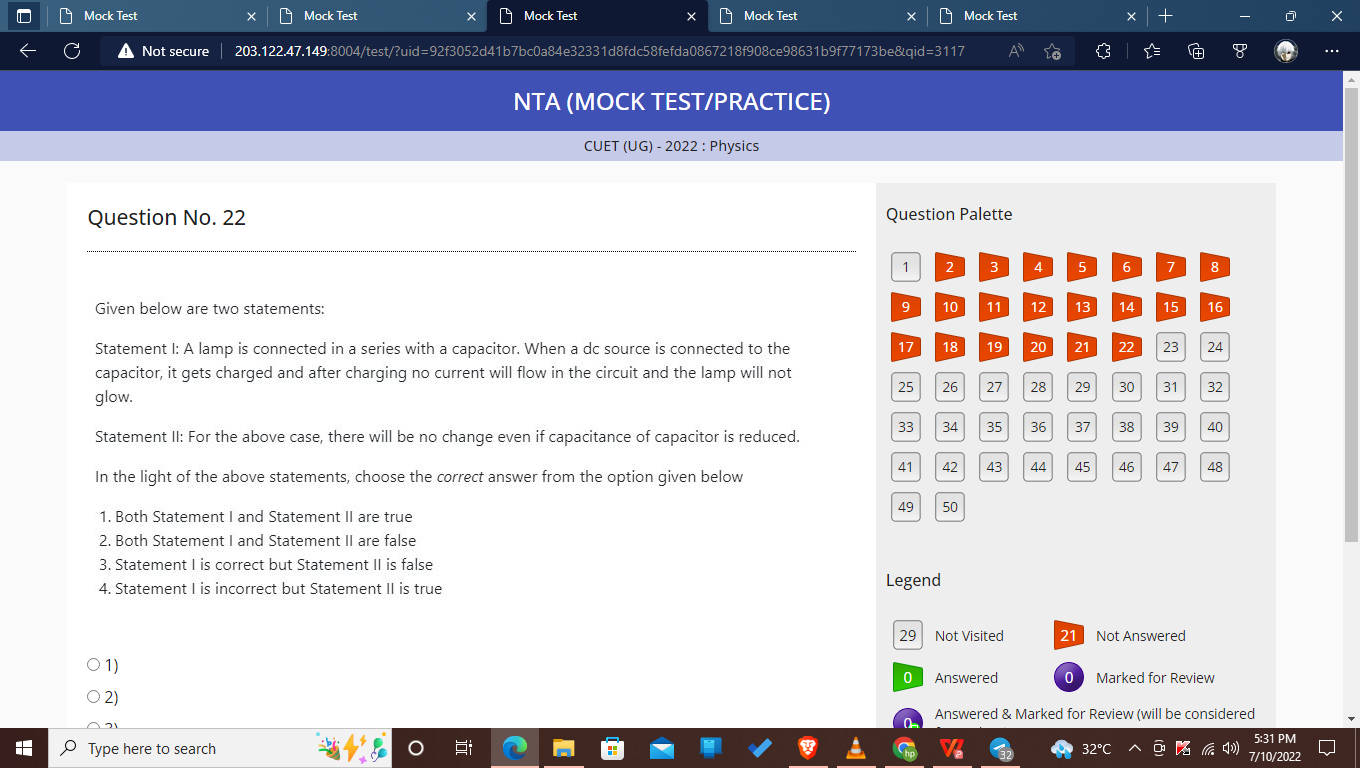 Mock Test
Mock Test
Mock Test
Mock Test
Mock Test
Not secure
203.122.47.149:8004/test/?uid=92f3052d41b7bc0a84e32331d8fdc58fefda0867218f908ce98631b9f77173be&qid=3117
NTA (MOCK TEST/PRACTICE)
CUET (UG) - 2022 : Physics
Question No. 22
Given below are two statements:
Statement I: A lamp is connected in a series with a capacitor. When a dc source is connected to the
capacitor, it gets charged and after charging no current will flow in the circuit and the lamp will not
glow.
Statement II: For the above case, there will be no change even if capacitance of capacitor is reduced.
In the light of the above statements, choose the correct answer from the option given below
1. Both Statement I and Statement II are true
2. Both Statement I and Statement II are false
3. Statement I is correct but Statement II is false
4. Statement I is incorrect but Statement II is true
1)
2)
3)
Question Palette
1 2 3 4 5 6 7 8
9 10 11 12 13 14 15 16
17 18 19 20 21 22 23 24
25 26 27 28 29 30 31 32
33 34 35 36 37 38 39 40
41 42 43 44 45 46 47 48
49 50
Legend
29 Not Visited 21 Not Answered
0 Answered 0 Marked for Review
0 Answered & Marked for Review (will be considered
Type here to search
hp
32
32°C
5:31 PM
7/10/2022